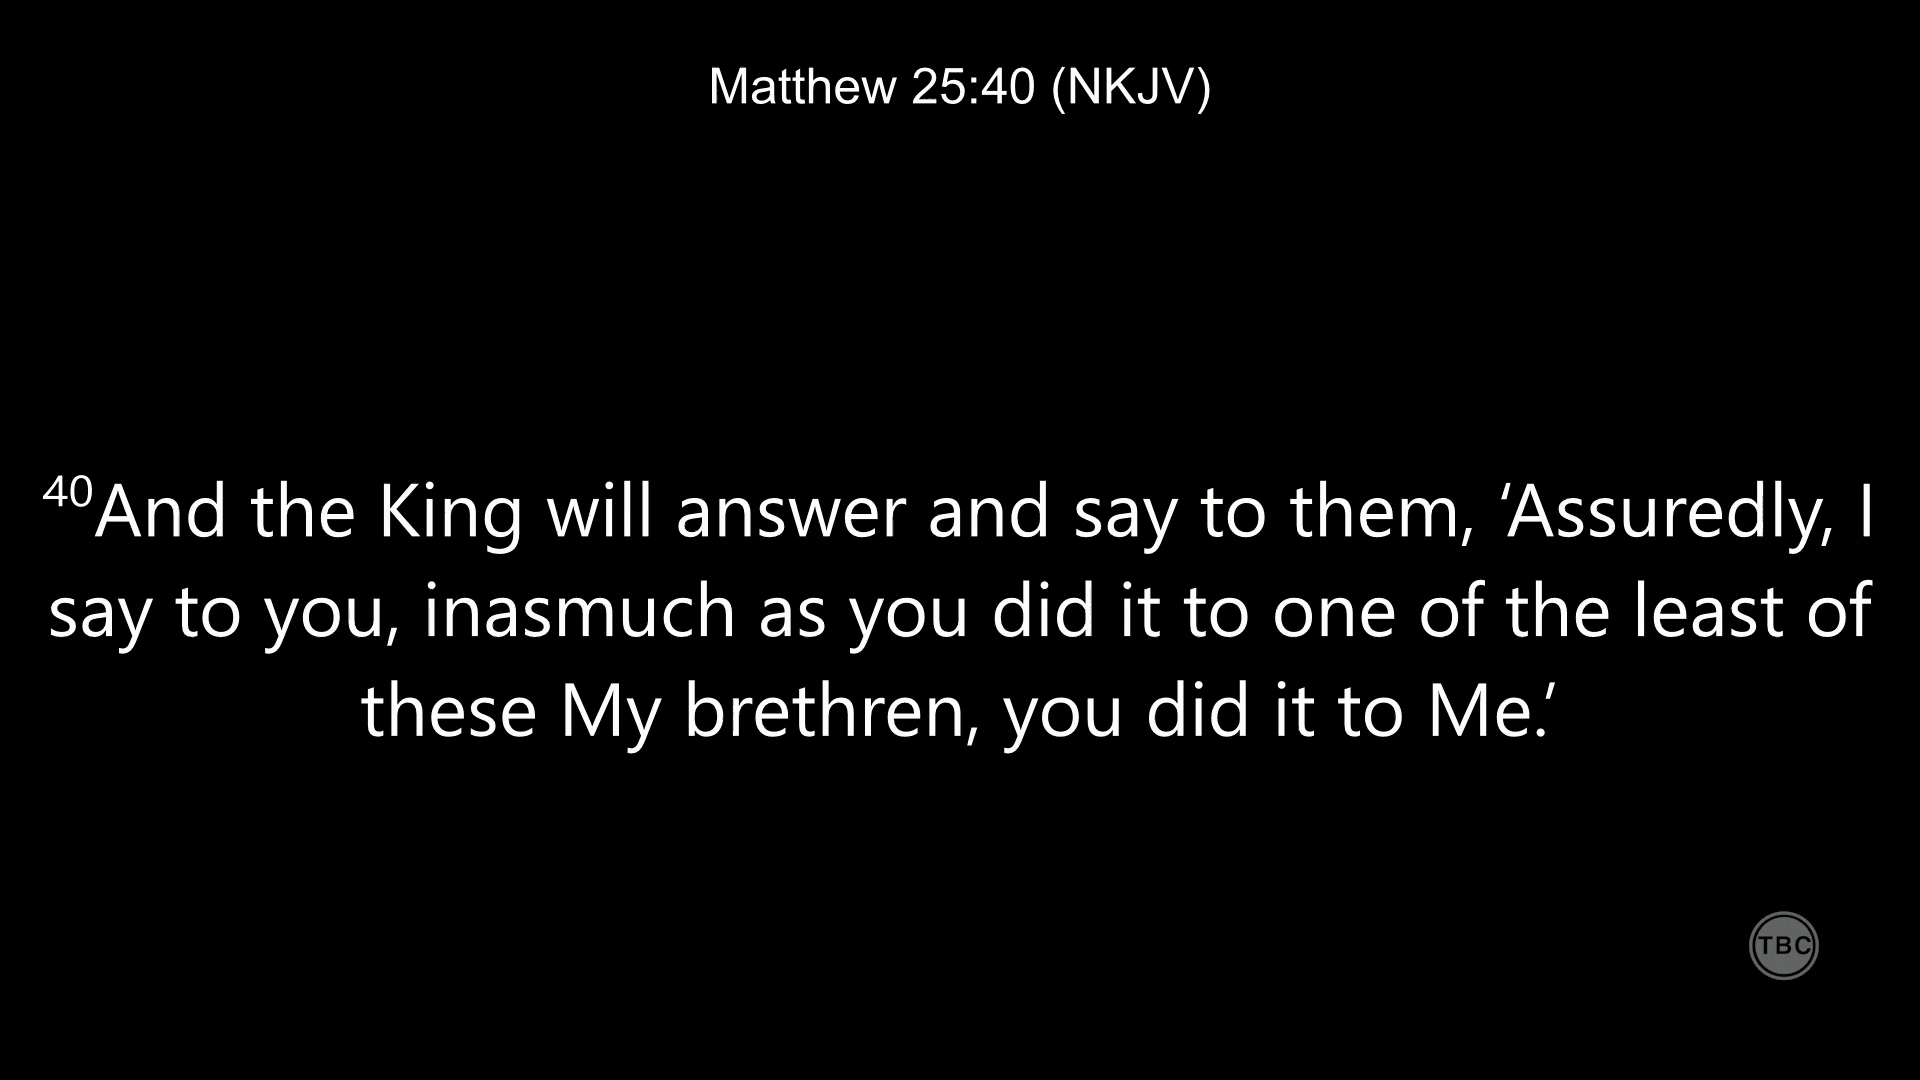 Matthew 25:40 (NKJV)
⁴⁰And the King will answer and say to them, ‘Assuredly, I
say to you, inasmuch as you did it to one of the least of
these My brethren, you did it to Me.’
TBC